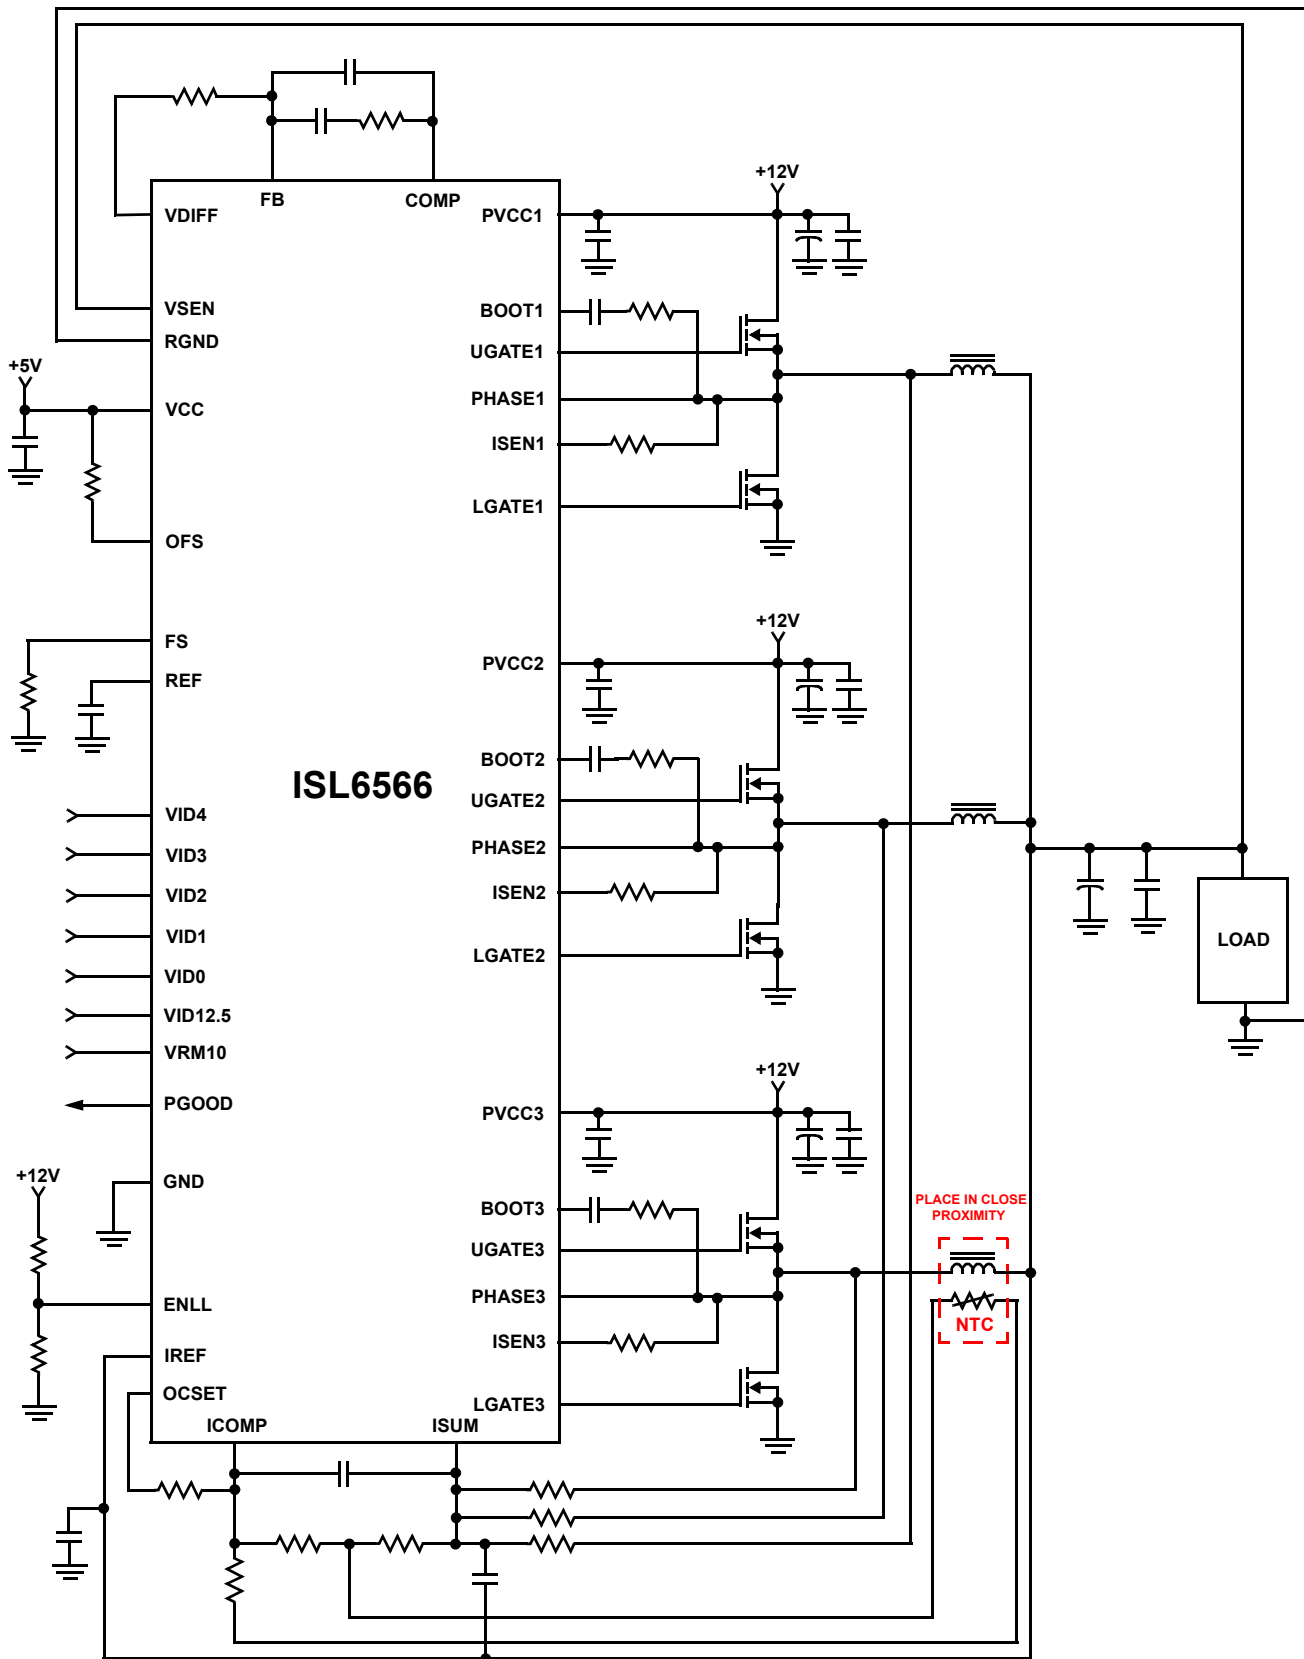 +12V
FB
COMP
VDIFF
PVCC1
VSEN
BOOT1
RGND
UGATE1
+5V
VCC
PHASE1
ISEN1
LGATE1
OFS
+12V
FS
PVCC2
REF
BOOT2
ISL6566
UGATE2
VID4
VID3
PHASE2
VID2
ISEN2
VID1
LGATE2
LOAD
VID0
VID12.5
VRM10
+12V
PGOOD
PVCC3
+12V
GND
BOOT3
PLACE IN CLOSE
PROXIMITY
UGATE3
PHASE3
ENLL
NTC
ISEN3
IREF
OCSET
LGATE3
ICOMP
ISUM